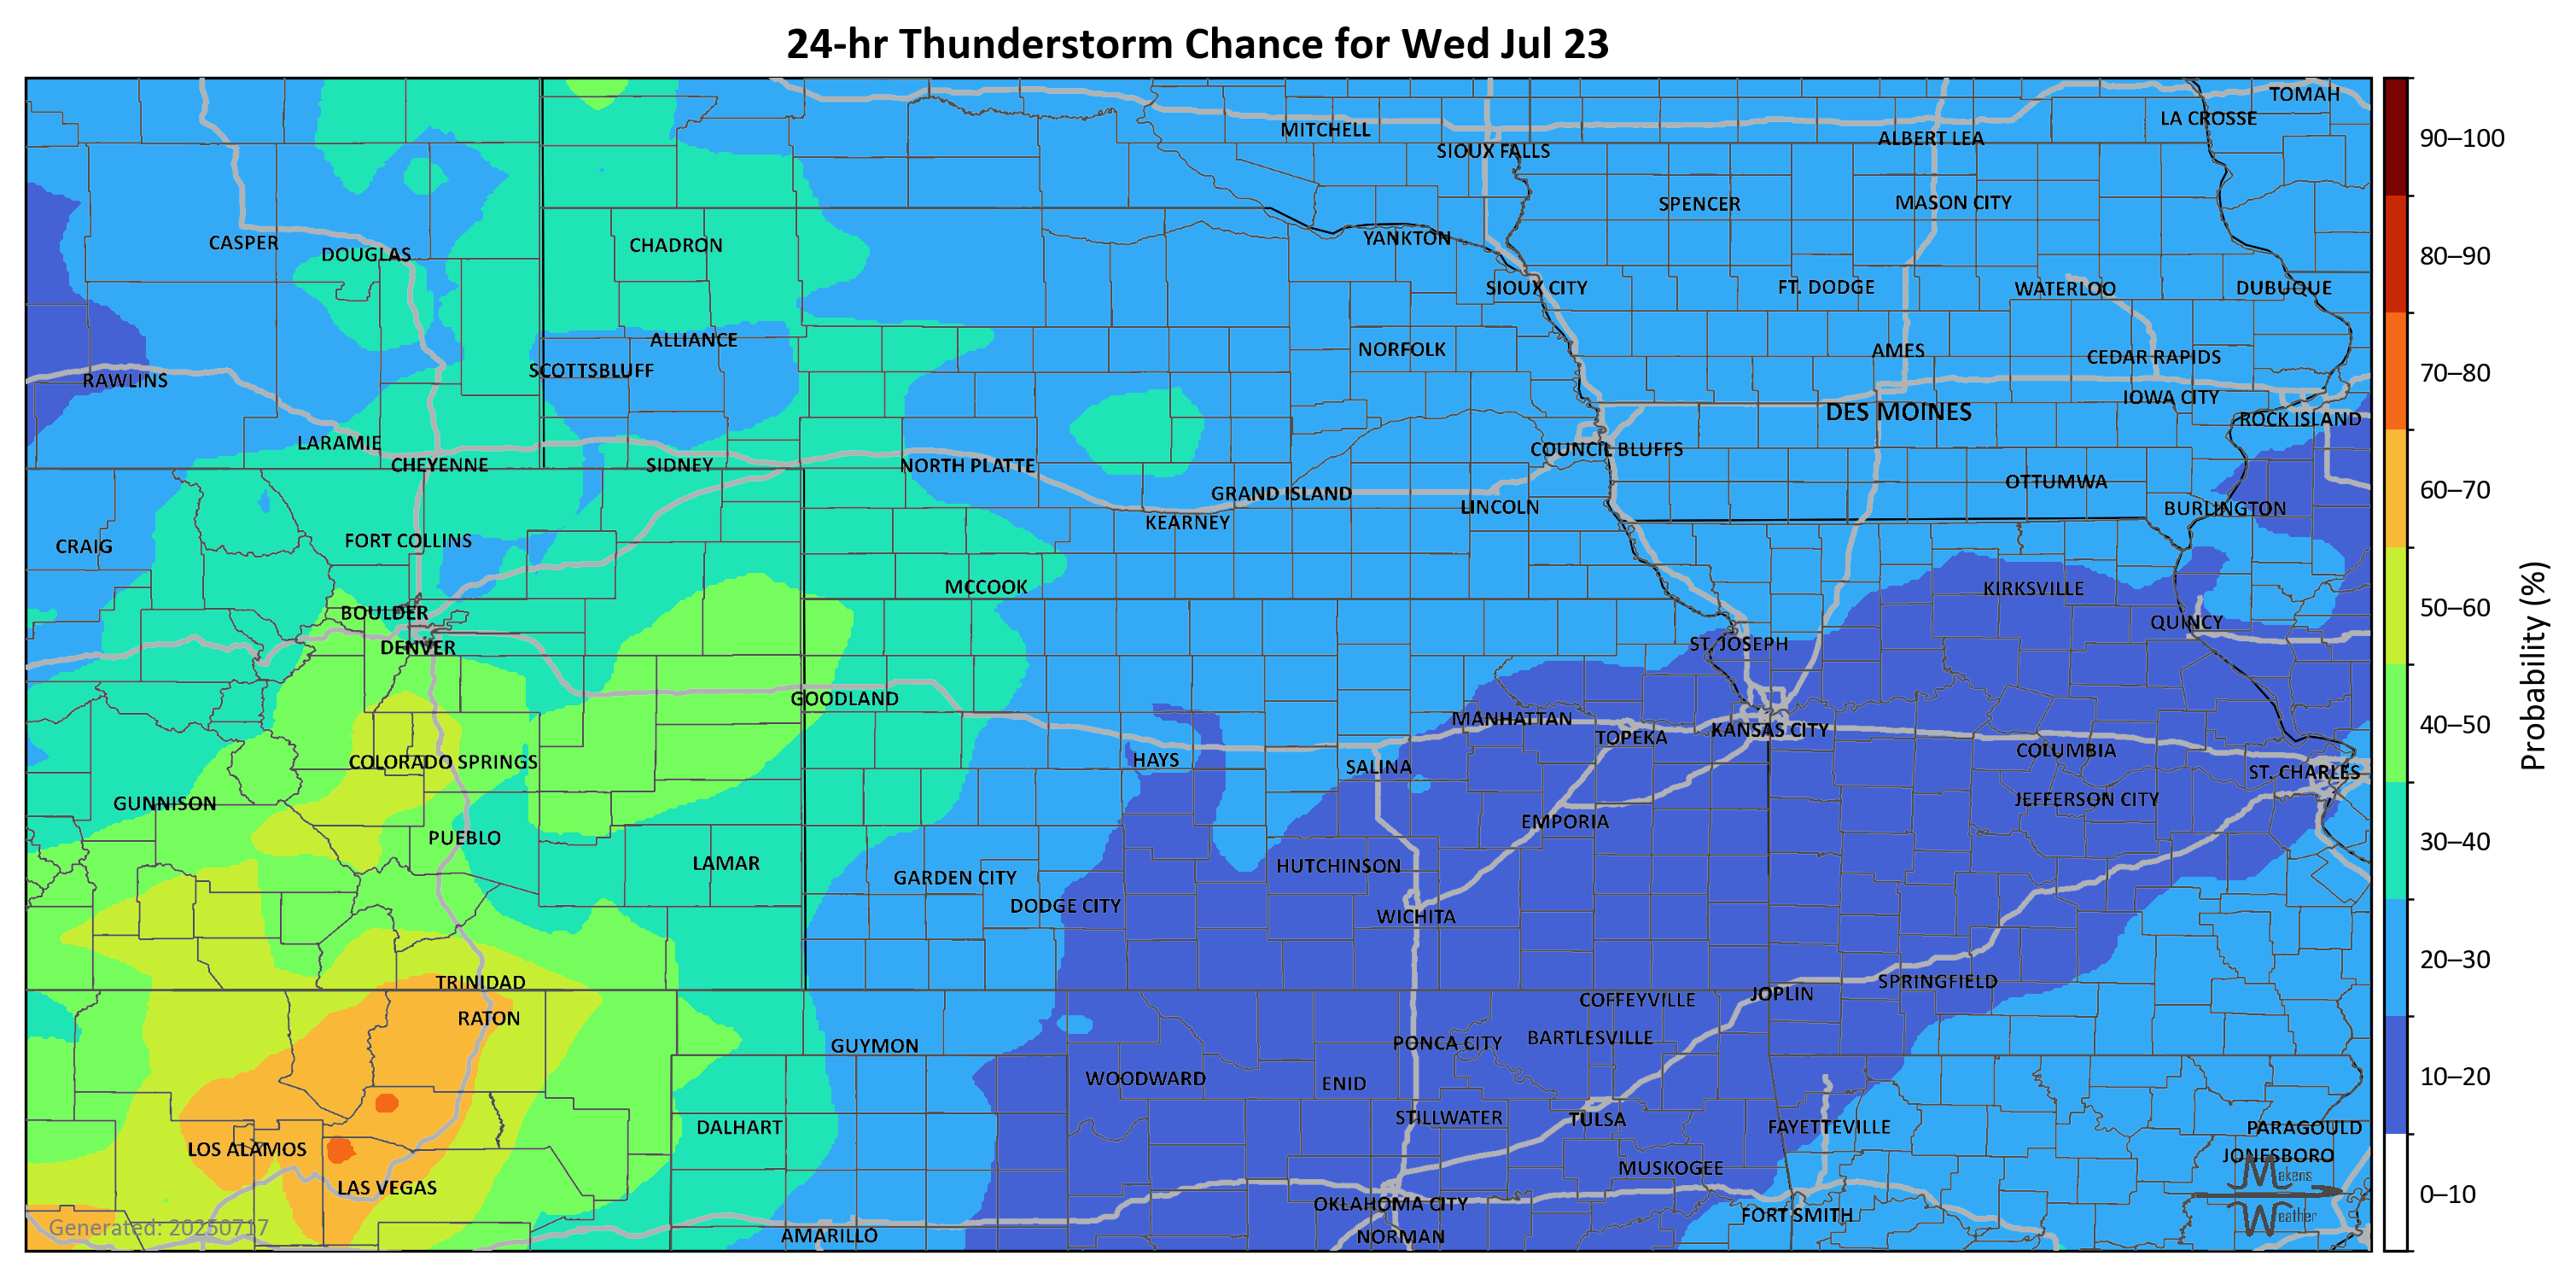 24-hr Thunderstorm Chance for Wed Jul 23
TOMAH
LA CROSSE
MITCHELL
ALBERT LEA
SIOUX FALLS
SPENCER
MASON CITY
CASPER
DOUGLAS
CHADRON
YANKTON
SIOUX CITY
FT. DODGE
WATERLOO
DUBUQUE
ALLIANCE
NORFOLK
AMES
CEDAR RAPIDS
RAWLINS
SCOTTSBLUFF
IOWA CITY
DES MOINES
ROCK ISLAND
LARAMIE
COUNCIL BLUFFS
CHEYENNE
SIDNEY
NORTH PLATTE
OTTUMWA
GRAND ISLAND
LINCOLN
BURLINGTON
KEARNEY
CRAIG
FORT COLLINS
MCCOOK
KIRKSVILLE
BOULDER
QUINCY
DENVER
ST. JOSEPH
GOODLAND
MANHATTAN
TOPEKA
KANSAS CITY
COLUMBIA
COLORADO SPRINGS
HAYS
SALINA
ST. CHARLES
GUNNISON
JEFFERSON CITY
PUEBLO
EMPORIA
LAMAR
HUTCHINSON
GARDEN CITY
DODGE CITY
WICHITA
TRINIDAD
SPRINGFIELD
JOPLIN
COFFEYVILLE
RATON
BARTLESVILLE
GUYMON
PONCA CITY
WOODWARD
ENID
STILLWATER
TULSA
DALHART
FAYETTEVILLE
PARAGOULD
LOS ALAMOS
JONESBORO
MUSKOGEE
LAS VEGAS
OKLAHOMA CITY
FORT SMITH
AMARILLO
NORMAN
Generated: 20250717
Makens
Weather
90–100
80–90
70–80
60–70
50–60
40–50
30–40
20–30
10–20
0–10
Probability (%)